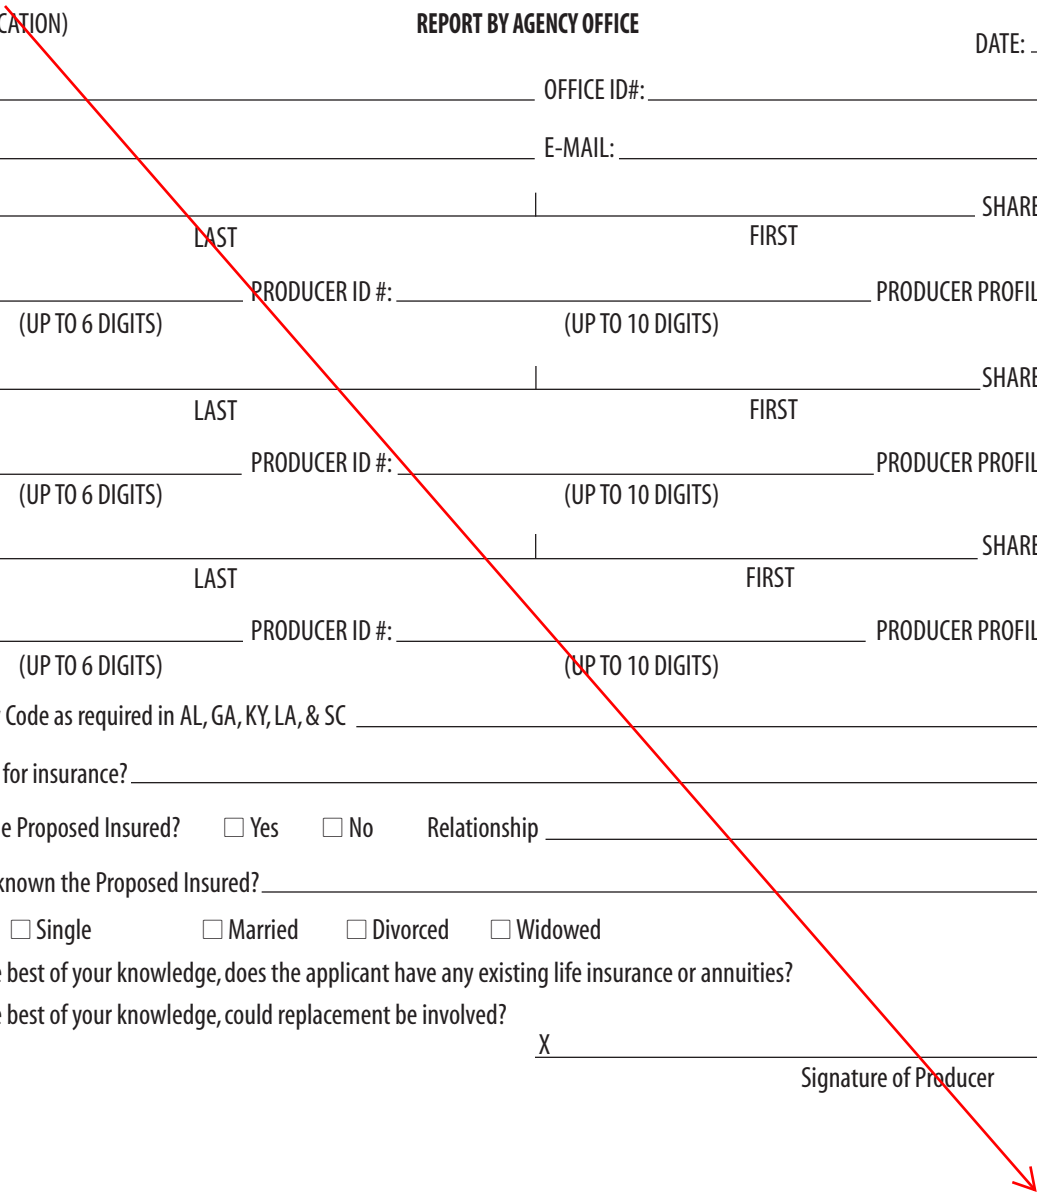 CATION) REPORT BY AGENCY OFFICE
DATE:
OFFICE ID#:
E-MAIL:
SHARE
LAST FIRST
PRODUCER ID #: PRODUCER PROFIL
(UP TO 6 DIGITS) (UP TO 10 DIGITS)
SHARE
LAST FIRST
PRODUCER ID #: PRODUCER PROFIL
(UP TO 6 DIGITS) (UP TO 10 DIGITS)
SHARE
LAST FIRST
PRODUCER ID #: PRODUCER PROFIL
(UP TO 6 DIGITS) (UP TO 10 DIGITS)
Code as required in AL, GA, KY, LA, & SC
for insurance?
e Proposed Insured? Yes No Relationship
known the Proposed Insured?
Single Married Divorced Widowed
e best of your knowledge, does the applicant have any existing life insurance or annuities?
e best of your knowledge, could replacement be involved?
X
Signature of Producer